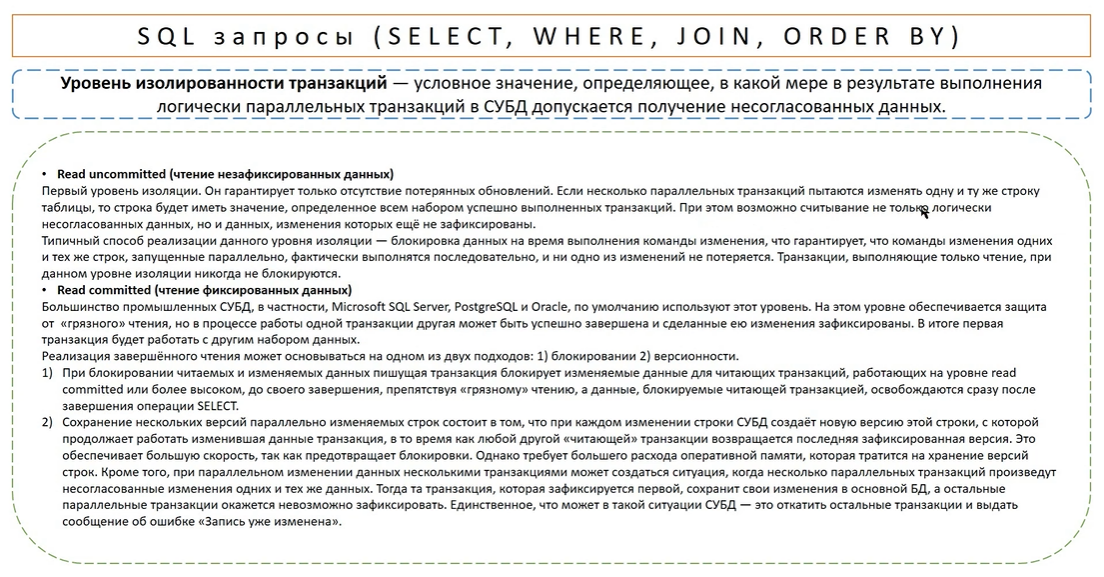 SQL запросы (SELECT, WHERE, JOIN, ORDER BY)
Уровень изолированности транзакций — условное значение, определяющее, в какой мере в результате выполнения
логически параллельных транзакций в СУБД допускается получение несогласованных данных.
• Read uncommitted (чтение незафиксированных данных)
Первый уровень изоляции. Он гарантирует только отсутствие потерянных обновлений. Если несколько параллельных транзакций пытаются изменять одну и ту же строку
таблицы, то строка будет иметь значение, определенное всем набором успешно выполненных транзакций. При этом возможно считывание не только логически
несогласованных данных, но и данных, изменения которых ещё не зафиксированы.
Типичный способ реализации данного уровня изоляции — блокировка данных на время выполнения команды изменения, что гарантирует, что команды изменения одних
и тех же строк, запущенные параллельно, фактически выполнятся последовательно, и ни одно из изменений не потеряется. Транзакции, выполняющие только чтение, при
данном уровне изоляции никогда не блокируются.
• Read committed (чтение фиксированных данных)
Большинство промышленных СУБД, в частности, Microsoft SQL Server, PostgreSQL и Oracle, по умолчанию используют этот уровень. На этом уровне обеспечивается защита
от «грязного» чтения, но в процессе работы одной транзакции другая может быть успешно завершена и сделанные ею изменения зафиксированы. В итоге первая
транзакция будет работать с другим набором данных.
Реализация завершённого чтения может основываться на одном из двух подходов: 1) блокировании 2) версионности.
1) При блокировании читаемых и изменяемых данных пишущая транзакция блокирует изменяемые данные для читающих транзакций, работающих на уровне read
committed или более высоком, до своего завершения, препятствуя «грязному» чтению, а данные, блокируемые читающей транзакцией, освобождаются сразу после
завершения операции SELECT.
2) Сохранение нескольких версий параллельно изменяемых строк состоит в том, что при каждом изменении строки СУБД создаёт новую версию этой строки, с которой
продолжает работать изменившая данные транзакция, в то время как любой другой «читающей» транзакции возвращается последняя зафиксированная версия. Это
обеспечивает большую скорость, так как предотвращает блокировки. Однако требует большего расхода оперативной памяти, которая тратится на хранение версий
строк. Кроме того, при параллельном изменении данных несколькими транзакциями может создаться ситуация, когда несколько параллельных транзакций произведут
несогласованные изменения одних и тех же данных. Тогда та транзакция, которая зафиксируется первой, сохранит свои изменения в основной БД, а остальные
параллельные транзакции окажется невозможно зафиксировать. Единственное, что может в такой ситуации СУБД — это откатить остальные транзакции и выдать
сообщение об ошибке «Запись уже изменена».